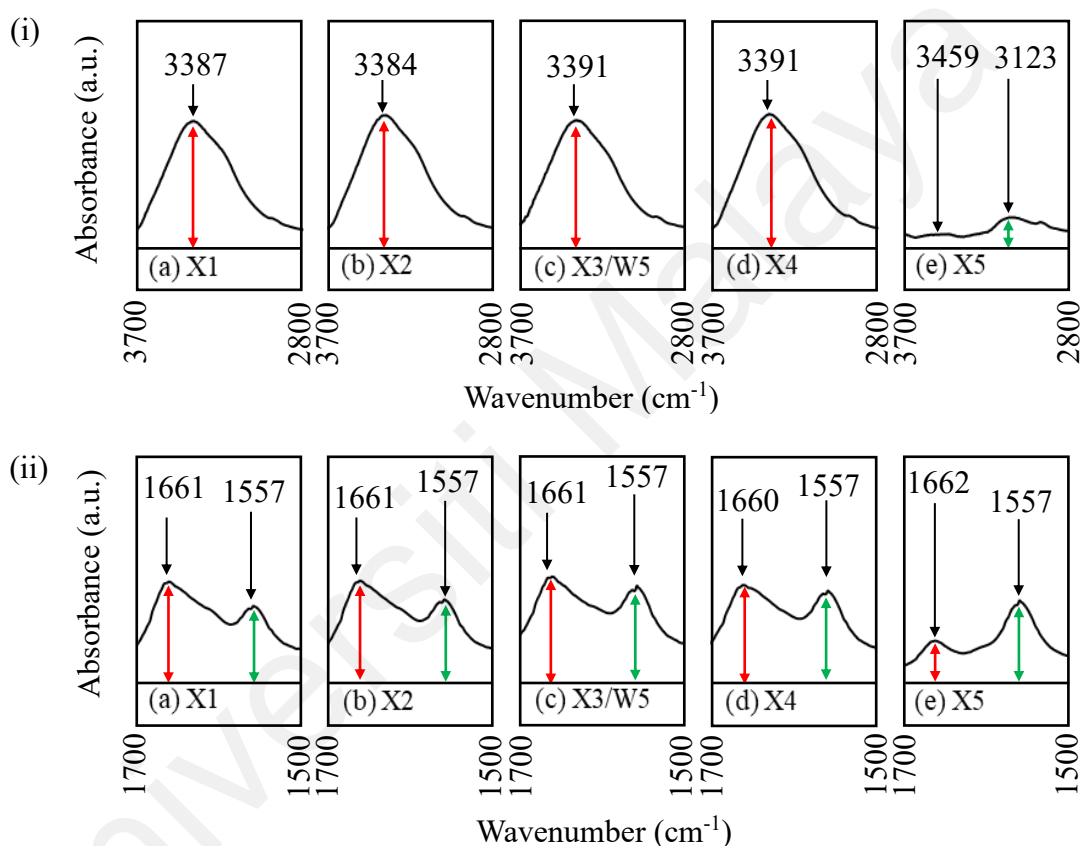 (i)
Absorbance (a.u.)
3387 3384 3391 3391 3459 3123
(a) X1 (b) X2 (c) X3/W5 (d) X4 (e) X5
3700 2800 3700 2800 3700 2800 3700 2800 3700 2800
Wavenumber (cm-1)
(ii)
Absorbance (a.u.)
1661 1557 1661 1557 1661 1557 1660 1557 1662 1557
(a) X1 (b) X2 (c) X3/W5 (d) X4 (e) X5
1700 1500 1700 1500 1700 1500 1700 1500 1700 1500
Wavenumber (cm-1)
niversiti Malaya